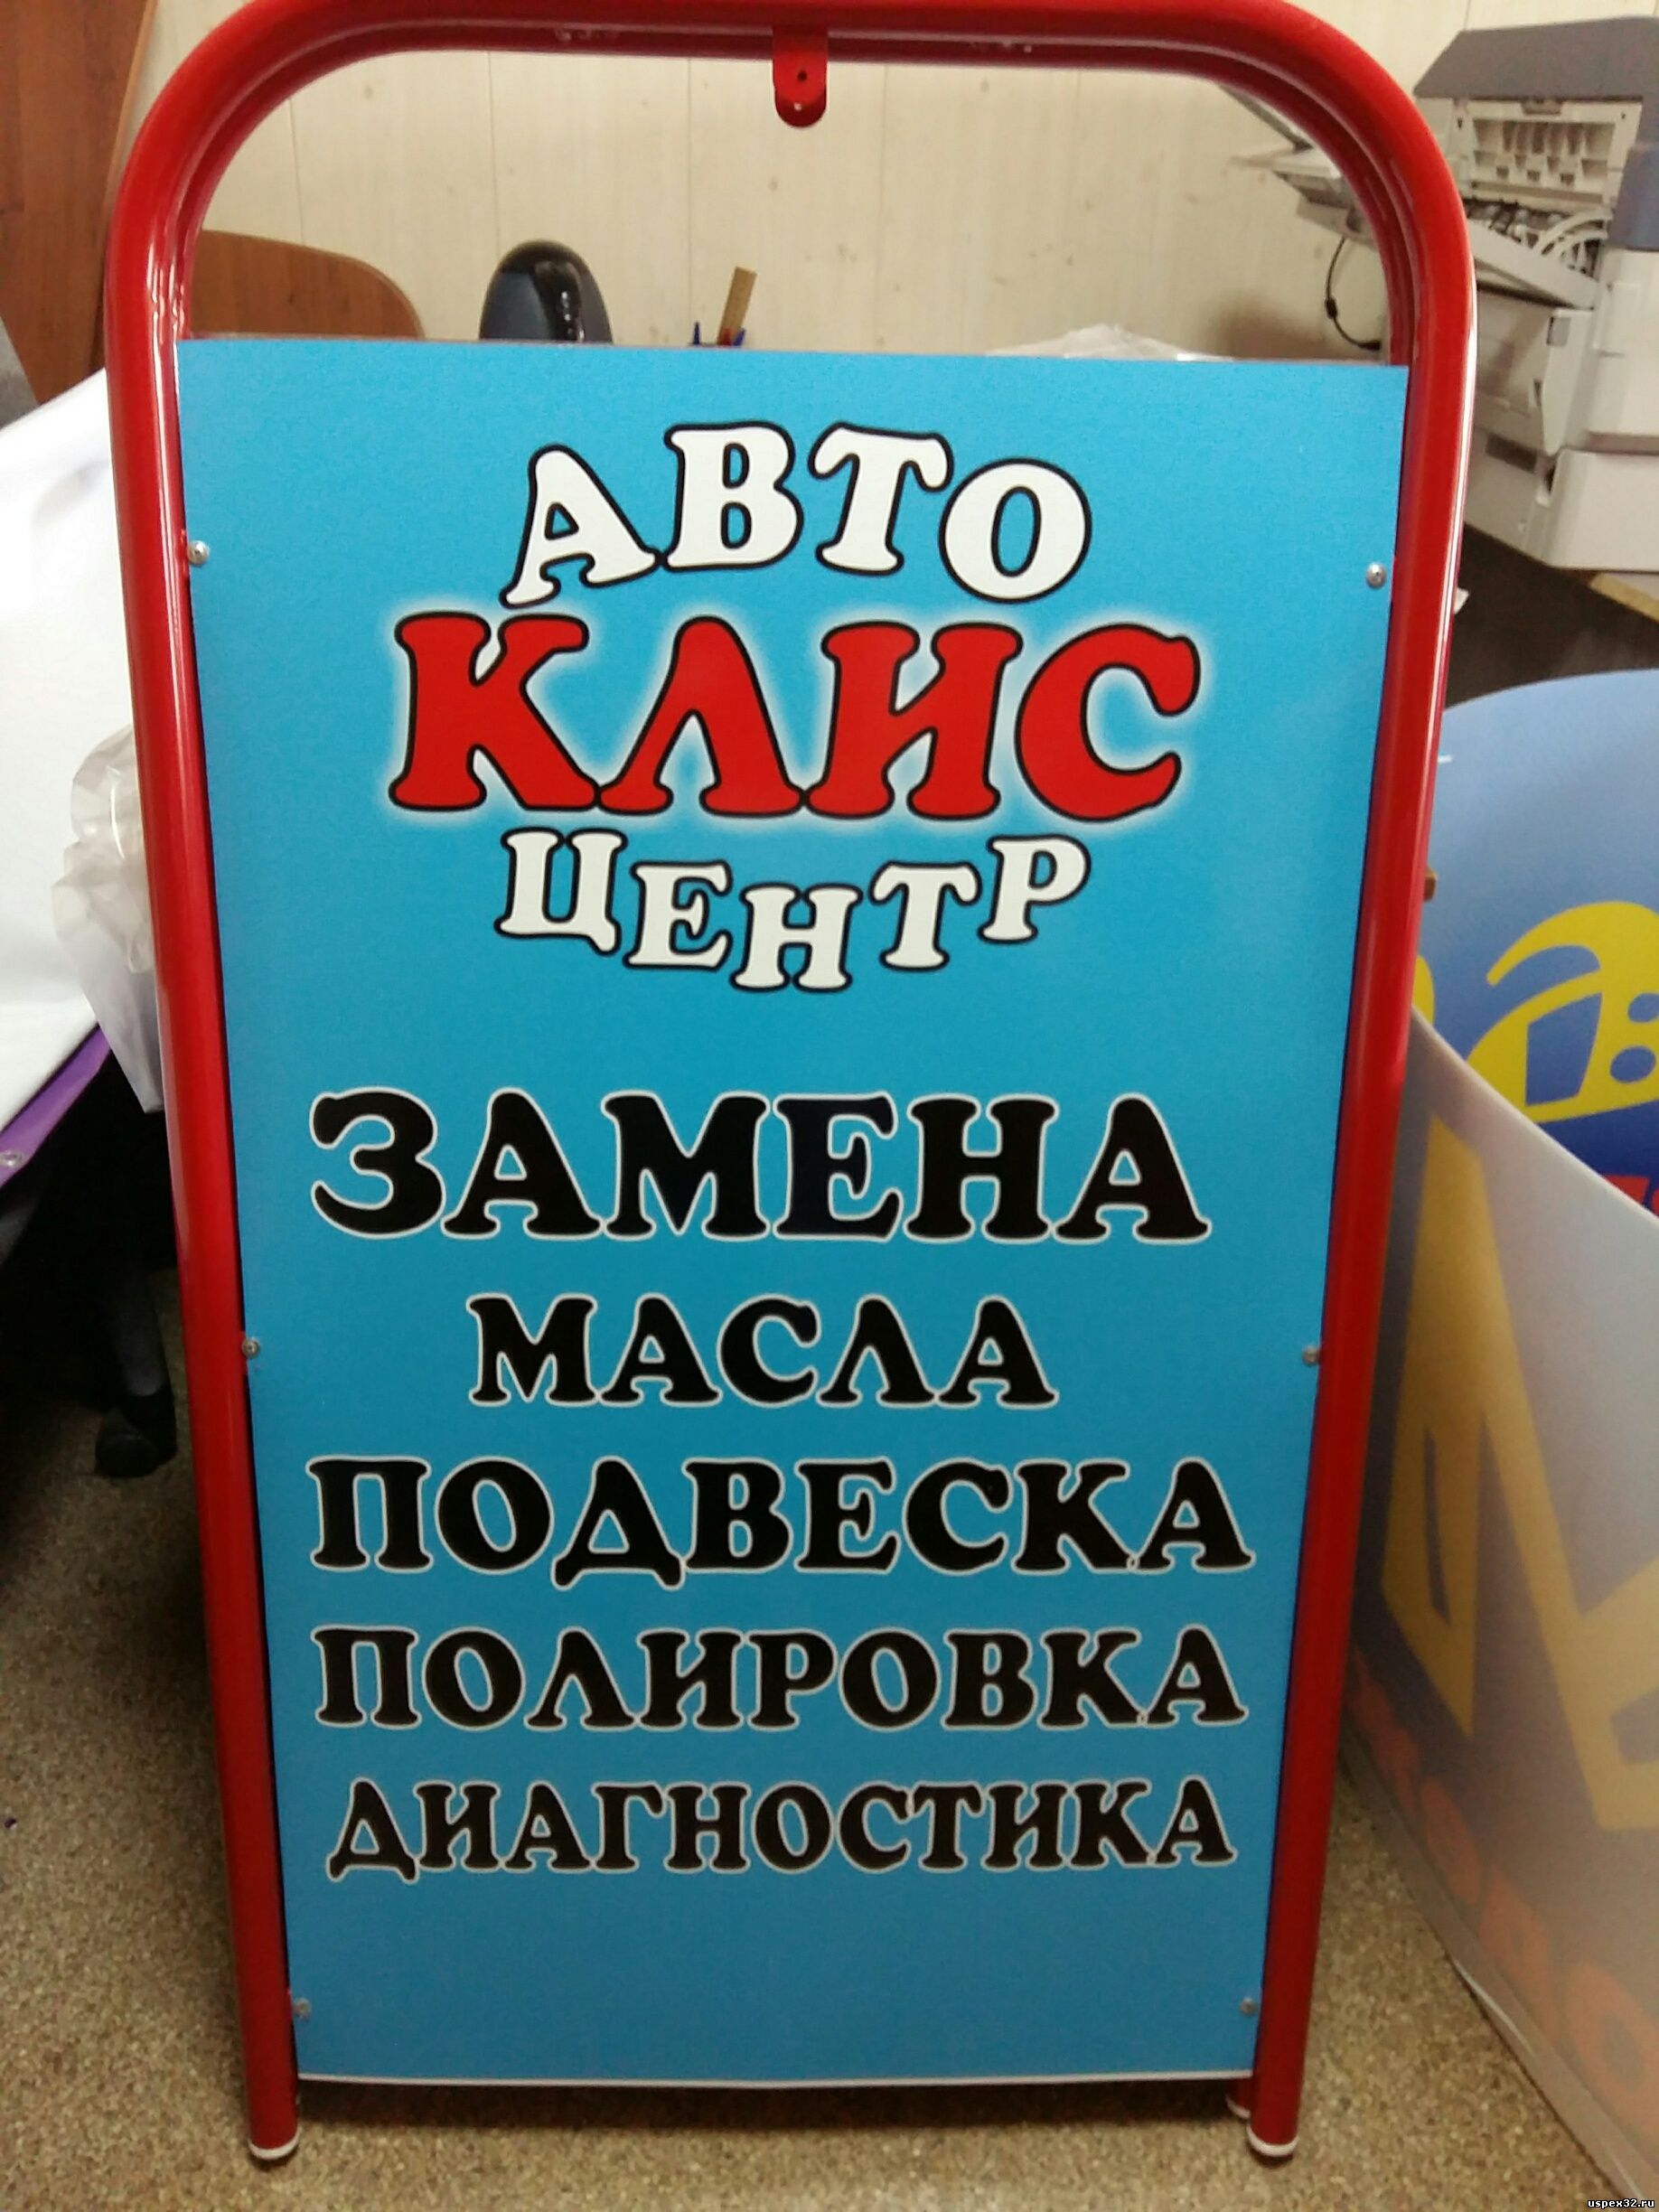 АВТО
КЛИС
ЦЕНТР
ЗАМЕНА
МАСЛА
ПОДВЕСКА
ПОЛИРОВКА
ДИАГНОСТИКА
uspex32.ru